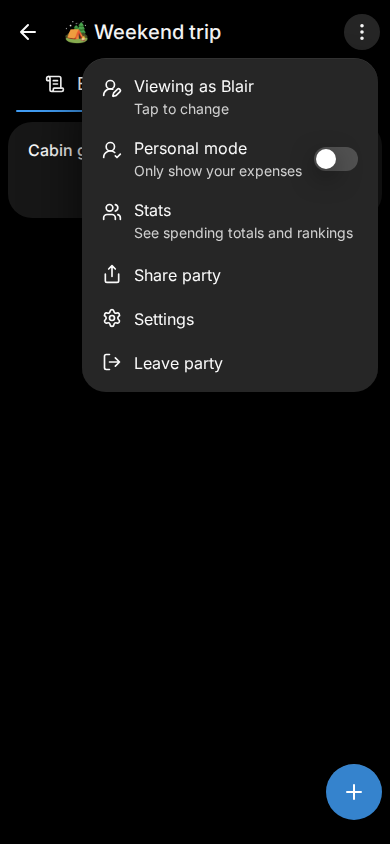 🏕️ Weekend trip
Viewing as Blair
Tap to change
Cabin
Personal mode
Only show your expenses
Stats
See spending totals and rankings
Share party
Settings
Leave party